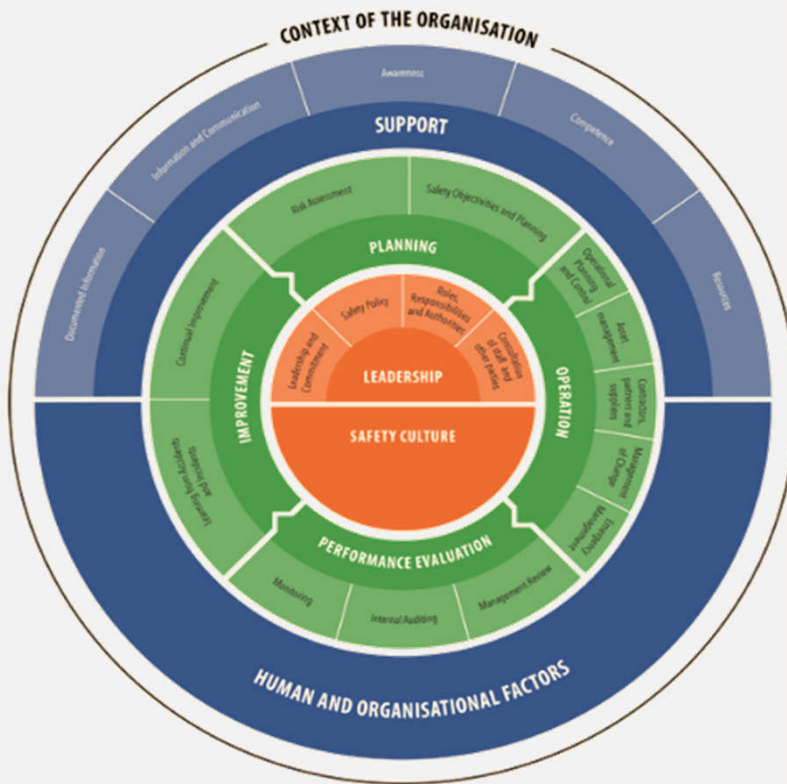 CONTEXT OF THE ORGANISATION
Awareness
Information and Communication
Competence
Documented Information
Resources
SUPPORT
Risk Assessment
Safety Objectivities and Planning
PLANNING
Continual Improvement
Learning from Accidents
and Incidents
IMPROVEMENT
Operational
Planning
and Control
Asset
management
Contractors,
partners and
suppliers
Management
of Change
Emergency
Management
OPERATION
Leadership and
Commitment
Safety Policy
Roles,
Responsibilities
and Authorities
Consultation
of staff and
other parties
LEADERSHIP
SAFETY CULTURE
PERFORMANCE EVALUATION
Monitoring
Internal Auditing
Management Review
HUMAN AND ORGANISATIONAL FACTORS